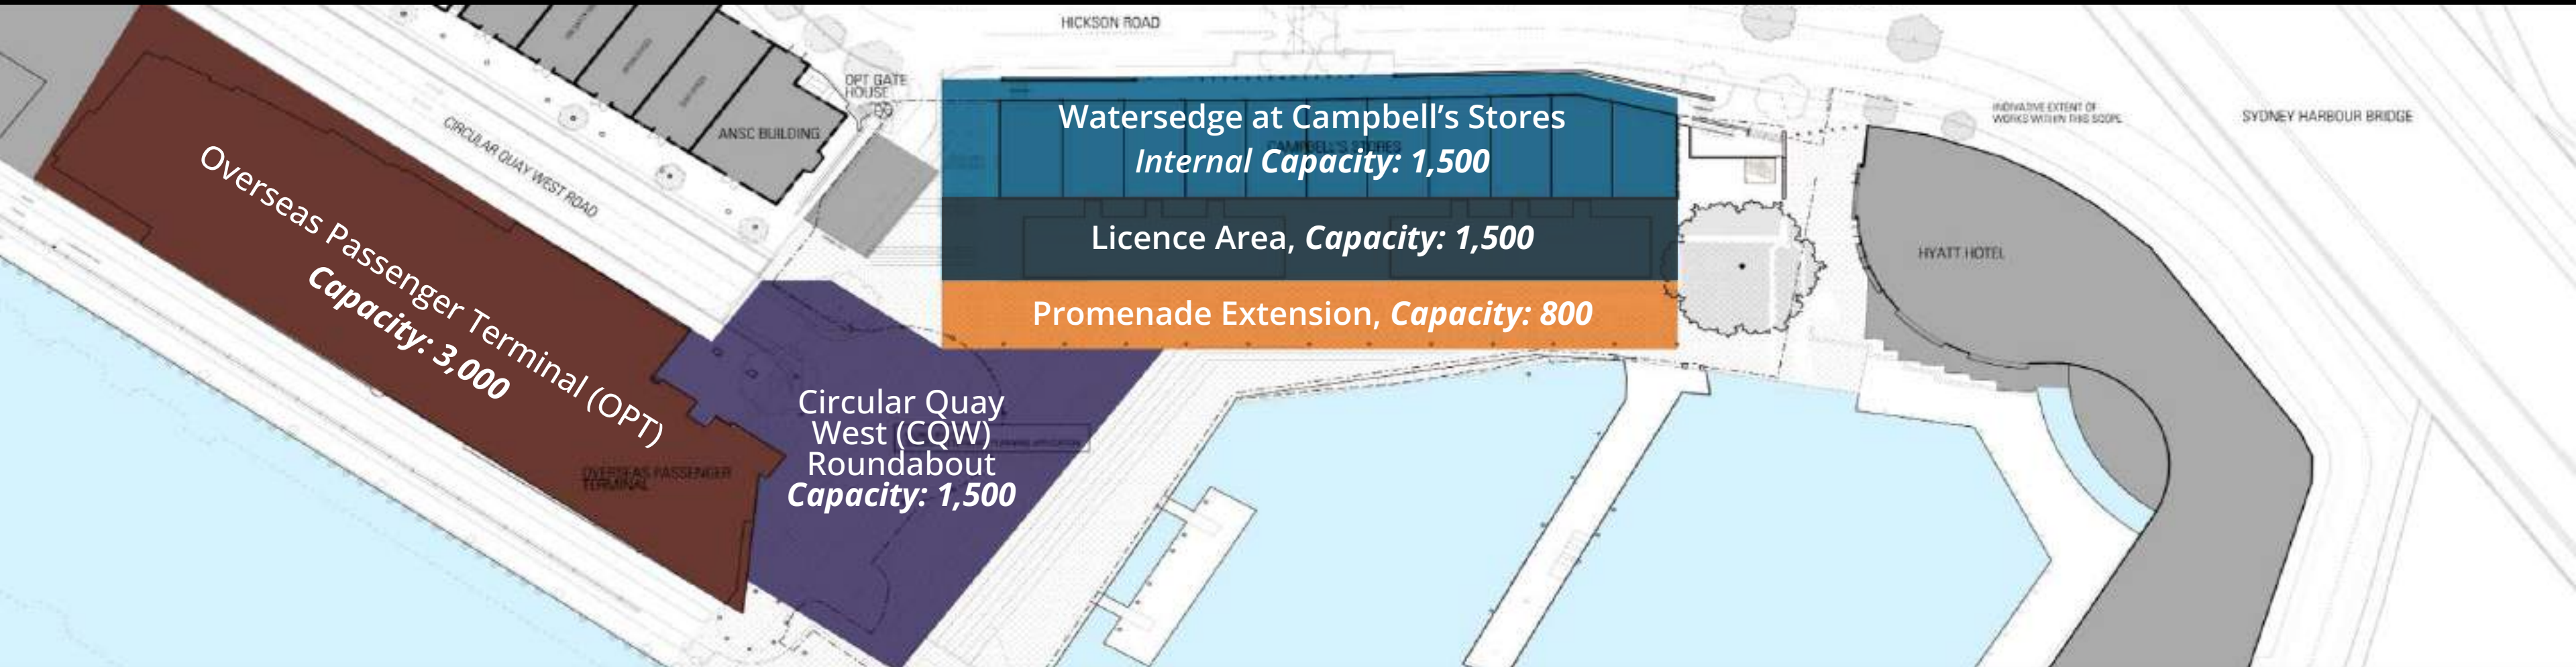 HICKSON ROAD
OPT GATE
HOUSE
ANSC BUILDING
CIRCULAR QUAY WEST ROAD
Overseas Passenger Terminal (OPT)
Capacity: 3,000
OVERSEAS PASSENGER
TERMINAL
Watersedge at Campbell’s Stores
CAMPBELL'S STORES
Internal Capacity: 1,500
Licence Area, Capacity: 1,500
Promenade Extension, Capacity: 800
Circular Quay
West (CQW)
Roundabout
Capacity: 1,500
HYATT HOTEL
INDIVATIVE EXTENT OF
WORKS WITHIN THIS SCOPE
SYDNEY HARBOUR BRIDGE